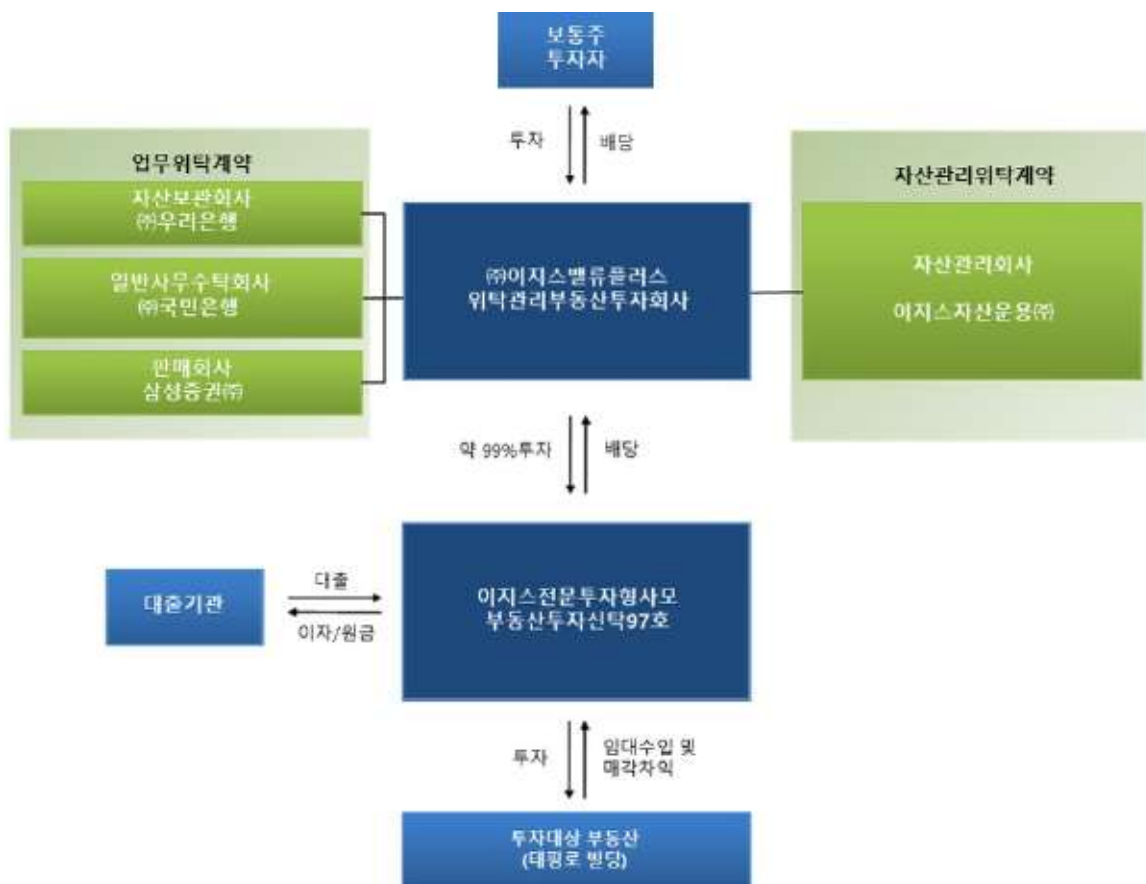 보통주
투자자
투자
배당
업무위탁계약
자산보관회사
㈜우리은행
일반사무수탁회사
㈜국민은행
판매회사
삼성증권㈜
㈜이지스밸류플러스
위탁관리부동산투자회사
자산관리위탁계약
자산관리회사
이지스자산운용㈜
약 99%투자
배당
대출기관
대출
이자/원금
이지스전문투자형사모
부동산투자신탁97호
투자
임대수입 및
매각차익
투자대상 부동산
(태평로 빌딩)